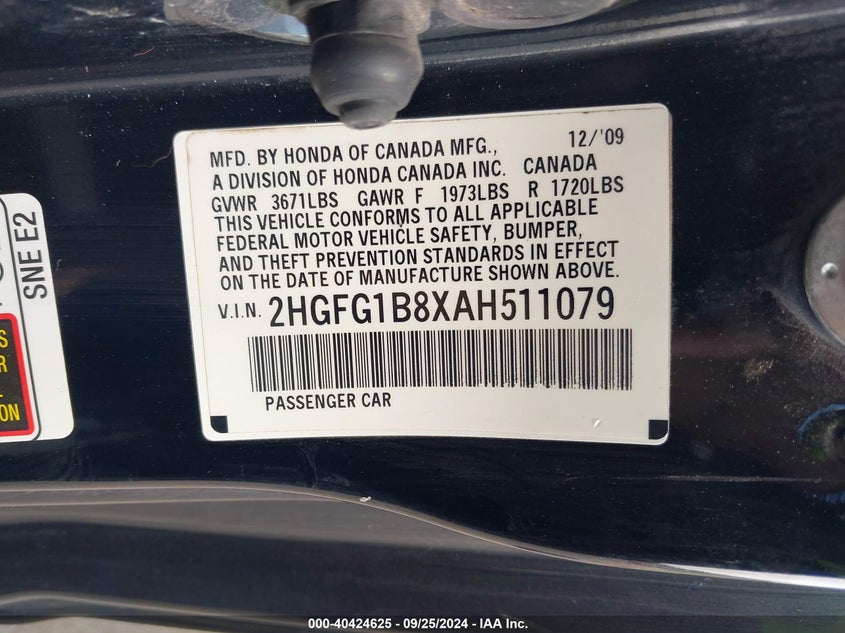 MFD. BY HONDA OF CANADA MFG., 12/'09
A DIVISION OF HONDA CANADA INC. CANADA
GVWR 3671LBS GAWR F 1973LBS R 1720LBS
THIS VEHICLE CONFORMS TO ALL APPLICABLE
FEDERAL MOTOR VEHICLE SAFETY, BUMPER,
AND THEFT PREVENTION STANDARDS IN EFFECT
ON THE DATE OF MANUFACTURE SHOWN ABOVE.
V.I.N. 2HGFG1B8XAH511079
PASSENGER CAR
SNE E2
000-40424625 - 09/25/2024 - IAA Inc.